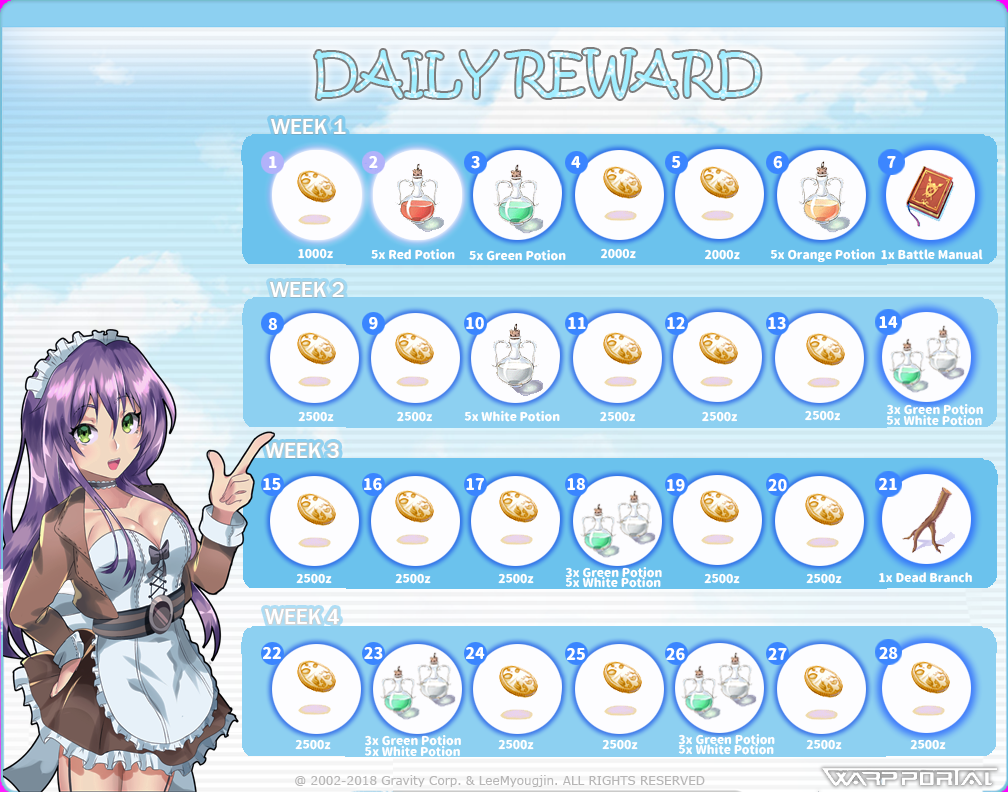 DAILY REWARD
WEEK 1
1 2 3 4 5 6 7
1000z 5x Red Potion 5x Green Potion 2000z 2000z 5x Orange Potion 1x Battle Manual
WEEK 2
8 9 10 11 12 13 14
2500z 2500z 5x White Potion 2500z 2500z 2500z 3x Green Potion
5x White Potion
WEEK 3
15 16 17 18 19 20 21
2500z 2500z 2500z 3x Green Potion 2500z 2500z 1x Dead Branch
5x White Potion
WEEK 4
22 23 24 25 26 27 28
2500z 3x Green Potion 2500z 2500z 3x Green Potion 2500z 2500z
5x White Potion 5x White Potion
© 2002-2018 Gravity Corp. & LeeMyougjin. ALL RIGHTS RESERVED
WARP PORTAL